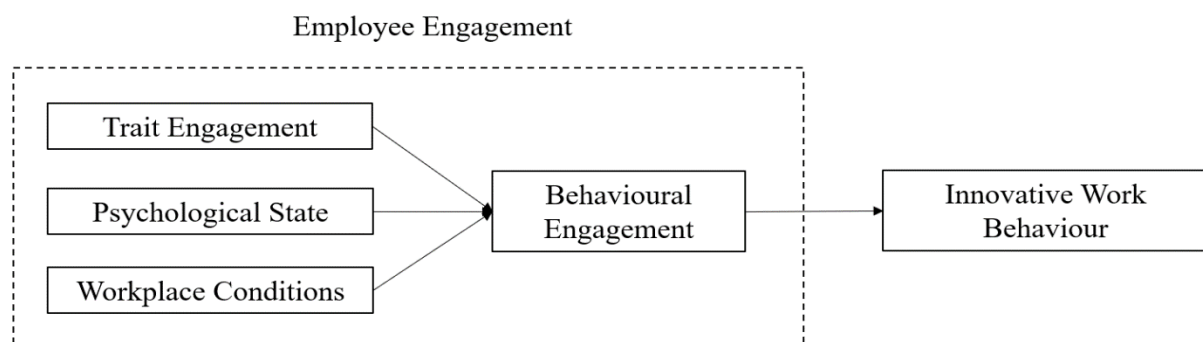 Employee Engagement
Trait Engagement
Psychological State
Workplace Conditions
Behavioural
Engagement
Innovative Work
Behaviour